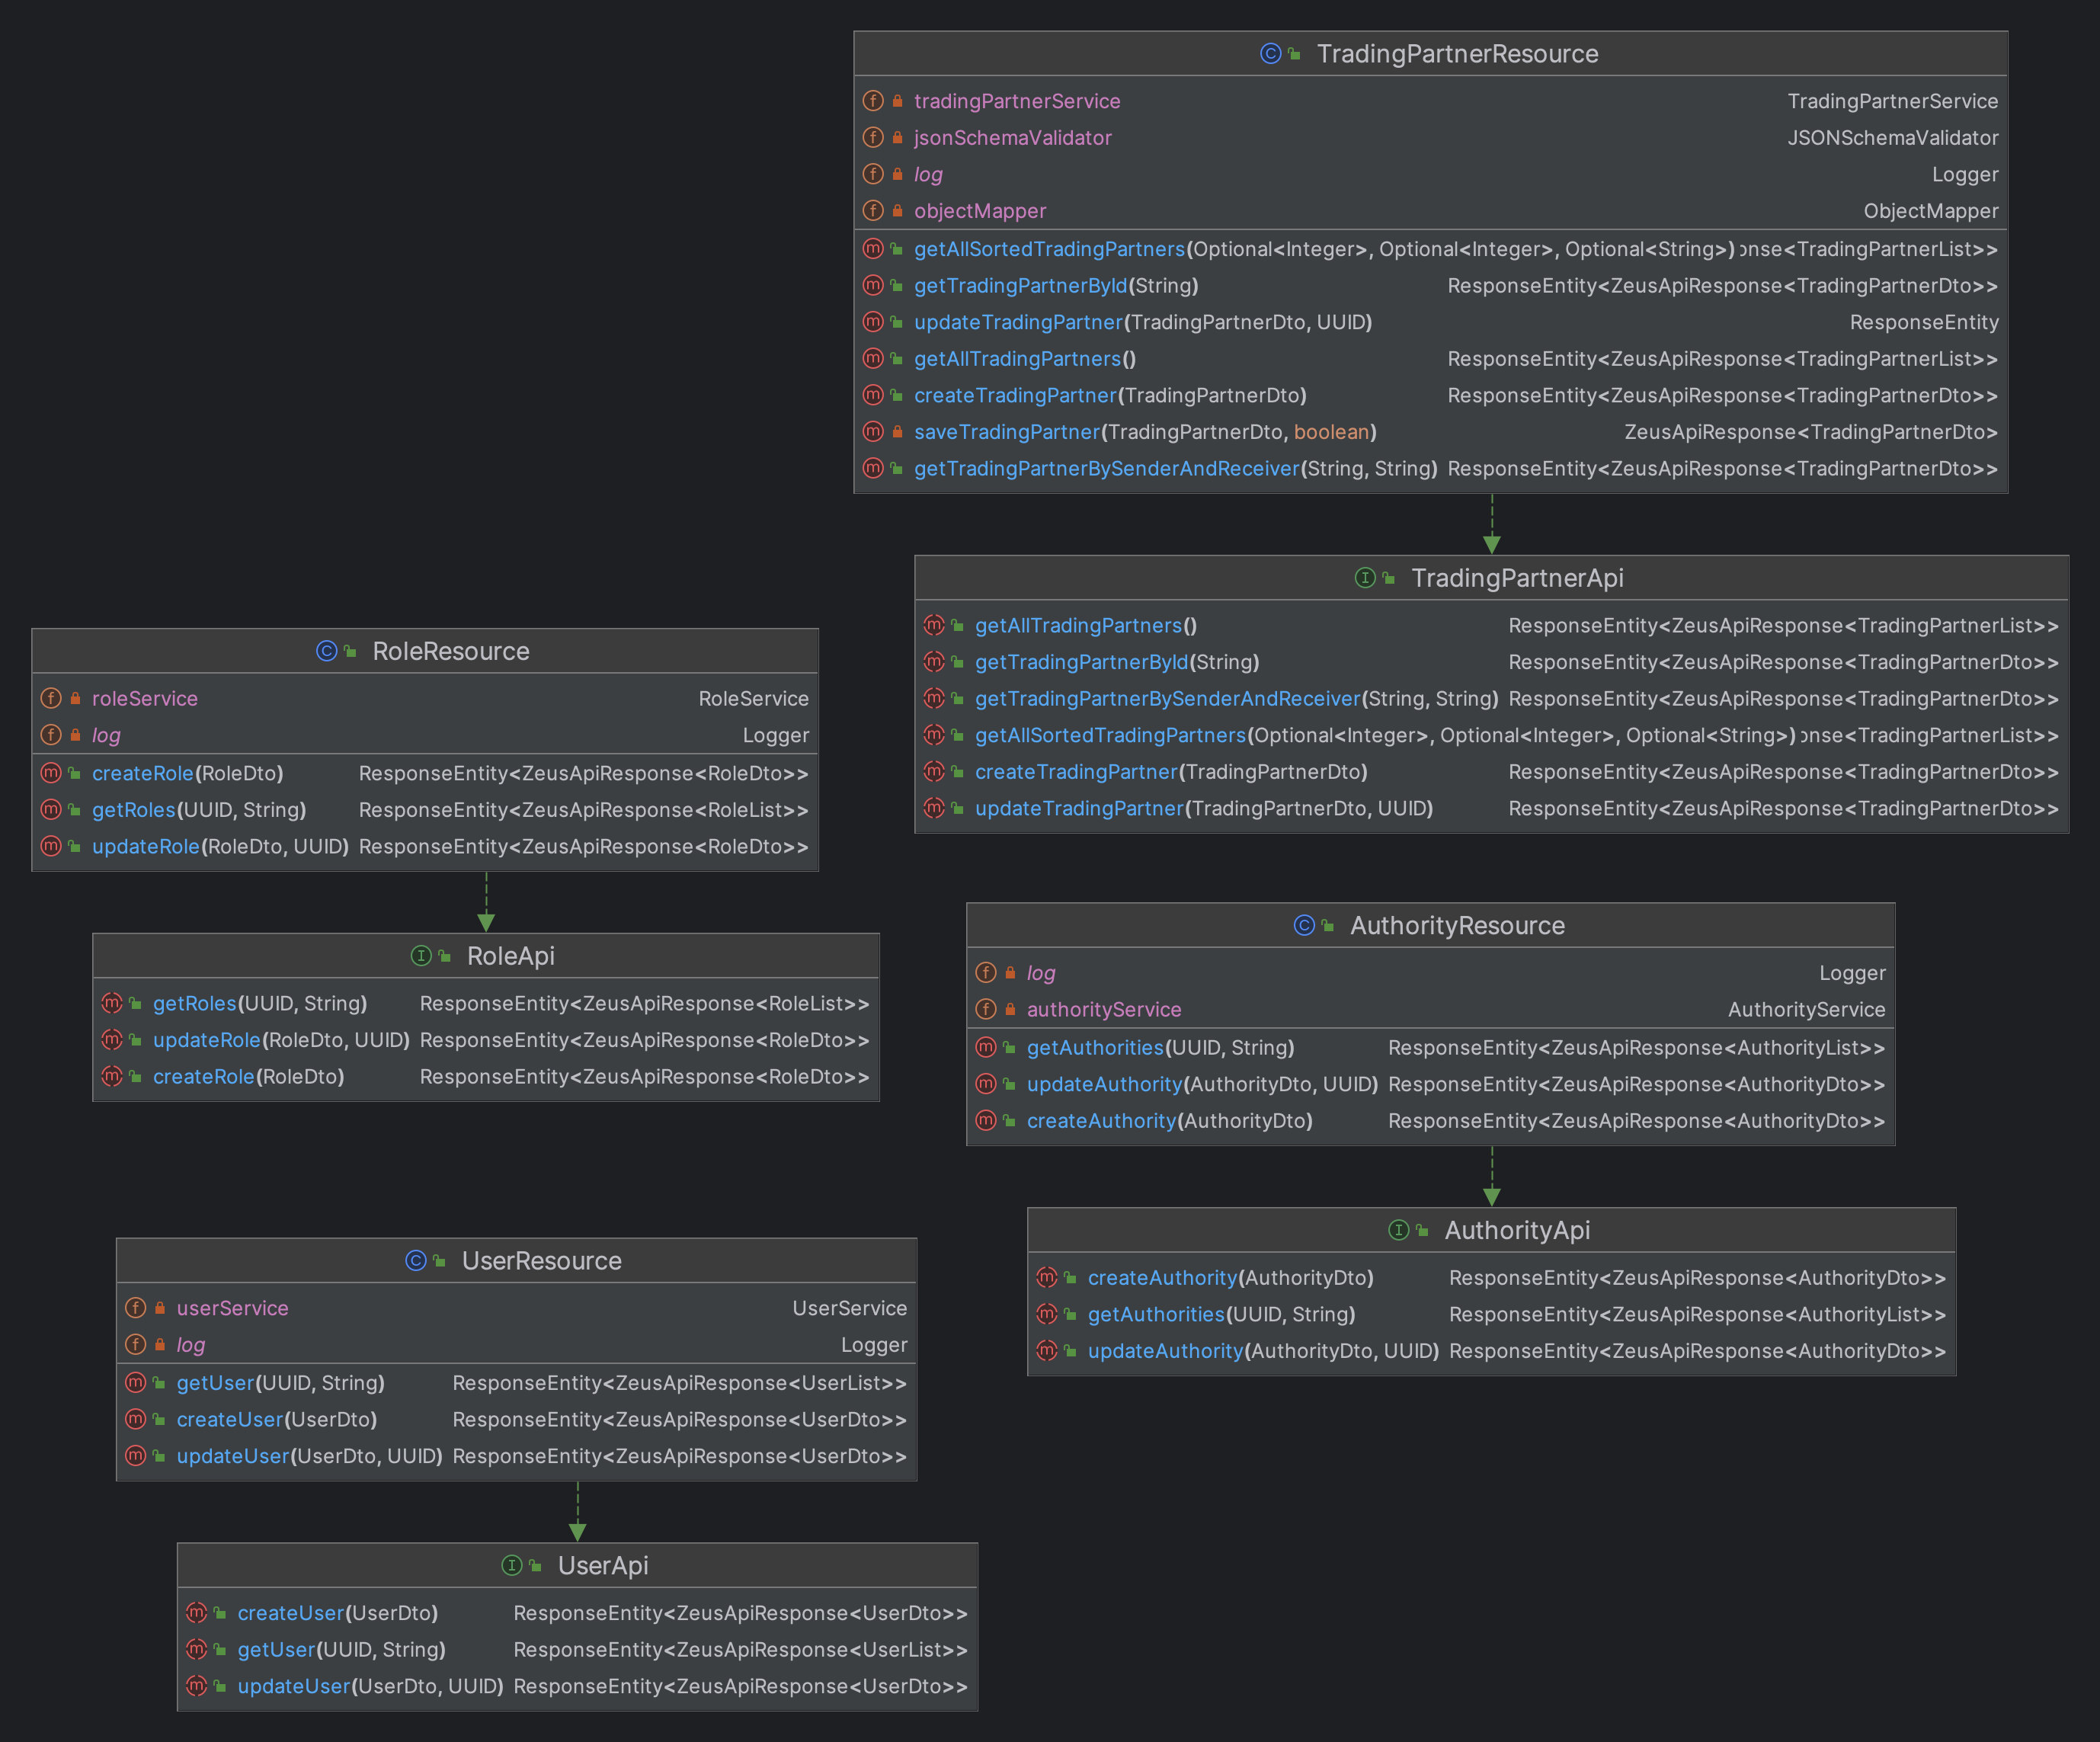 TradingPartnerResource
tradingPartnerService TradingPartnerService
jsonSchemaValidator JSONSchemaValidator
log Logger
objectMapper ObjectMapper
getAllSortedTradingPartners(Optional<Integer>, Optional<Integer>, Optional<String>) onse<TradingPartnerList>>
getTradingPartnerById(String) ResponseEntity<ZeusApiResponse<TradingPartnerDto>>
updateTradingPartner(TradingPartnerDto, UUID) ResponseEntity
getAllTradingPartners() ResponseEntity<ZeusApiResponse<TradingPartnerList>>
createTradingPartner(TradingPartnerDto) ResponseEntity<ZeusApiResponse<TradingPartnerDto>>
saveTradingPartner(TradingPartnerDto, boolean) ZeusApiResponse<TradingPartnerDto>
getTradingPartnerBySenderAndReceiver(String, String) ResponseEntity<ZeusApiResponse<TradingPartnerDto>>
TradingPartnerApi
getAllTradingPartners() ResponseEntity<ZeusApiResponse<TradingPartnerList>>
getTradingPartnerById(String) ResponseEntity<ZeusApiResponse<TradingPartnerDto>>
getTradingPartnerBySenderAndReceiver(String, String) ResponseEntity<ZeusApiResponse<TradingPartnerDto>>
getAllSortedTradingPartners(Optional<Integer>, Optional<Integer>, Optional<String>) onse<TradingPartnerList>>
createTradingPartner(TradingPartnerDto) ResponseEntity<ZeusApiResponse<TradingPartnerDto>>
updateTradingPartner(TradingPartnerDto, UUID) ResponseEntity<ZeusApiResponse<TradingPartnerDto>>
RoleResource
roleService RoleService
log Logger
createRole(RoleDto) ResponseEntity<ZeusApiResponse<RoleDto>>
getRoles(UUID, String) ResponseEntity<ZeusApiResponse<RoleList>>
updateRole(RoleDto, UUID) ResponseEntity<ZeusApiResponse<RoleDto>>
RoleApi
getRoles(UUID, String) ResponseEntity<ZeusApiResponse<RoleList>>
updateRole(RoleDto, UUID) ResponseEntity<ZeusApiResponse<RoleDto>>
createRole(RoleDto) ResponseEntity<ZeusApiResponse<RoleDto>>
AuthorityResource
log Logger
authorityService AuthorityService
getAuthorities(UUID, String) ResponseEntity<ZeusApiResponse<AuthorityList>>
updateAuthority(AuthorityDto, UUID) ResponseEntity<ZeusApiResponse<AuthorityDto>>
createAuthority(AuthorityDto) ResponseEntity<ZeusApiResponse<AuthorityDto>>
AuthorityApi
createAuthority(AuthorityDto) ResponseEntity<ZeusApiResponse<AuthorityDto>>
getAuthorities(UUID, String) ResponseEntity<ZeusApiResponse<AuthorityList>>
updateAuthority(AuthorityDto, UUID) ResponseEntity<ZeusApiResponse<AuthorityDto>>
UserResource
userService UserService
log Logger
getUser(UUID, String) ResponseEntity<ZeusApiResponse<UserList>>
createUser(UserDto) ResponseEntity<ZeusApiResponse<UserDto>>
updateUser(UserDto, UUID) ResponseEntity<ZeusApiResponse<UserDto>>
UserApi
createUser(UserDto) ResponseEntity<ZeusApiResponse<UserDto>>
getUser(UUID, String) ResponseEntity<ZeusApiResponse<UserList>>
updateUser(UserDto, UUID) ResponseEntity<ZeusApiResponse<UserDto>>